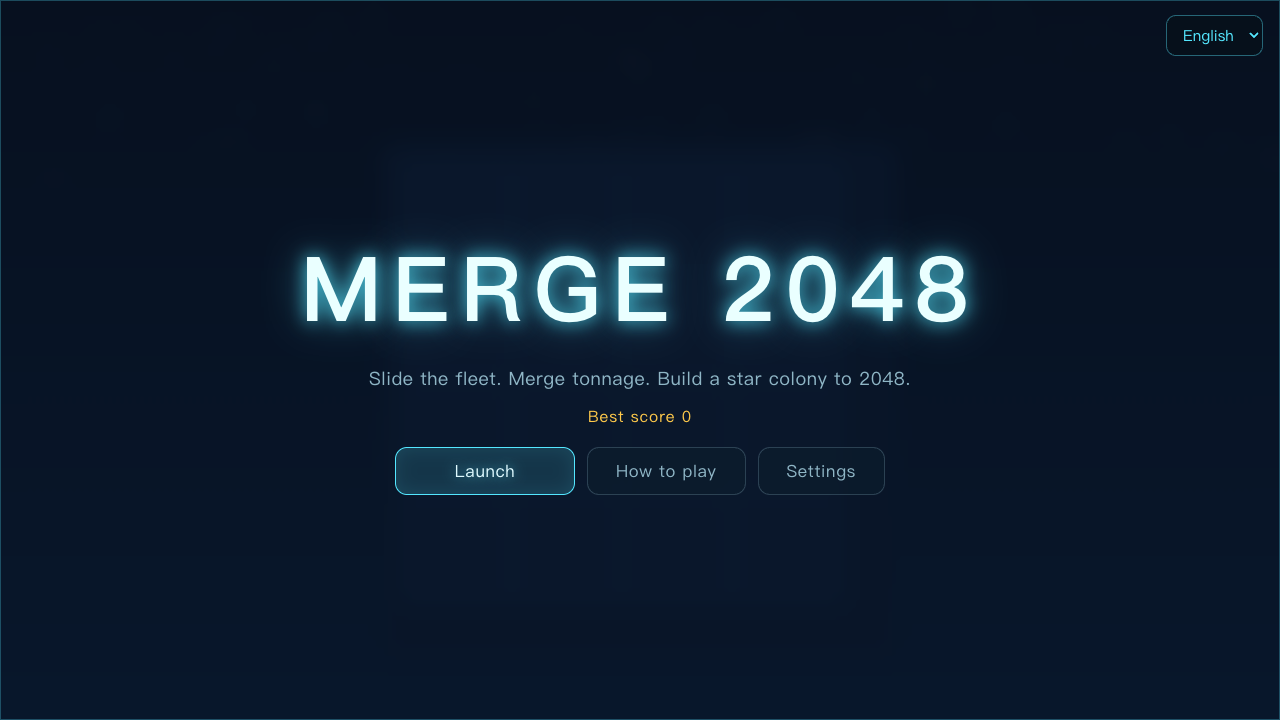 English
MERGE 2048
Slide the fleet. Merge tonnage. Build a star colony to 2048.
Best score 0
Launch How to play Settings